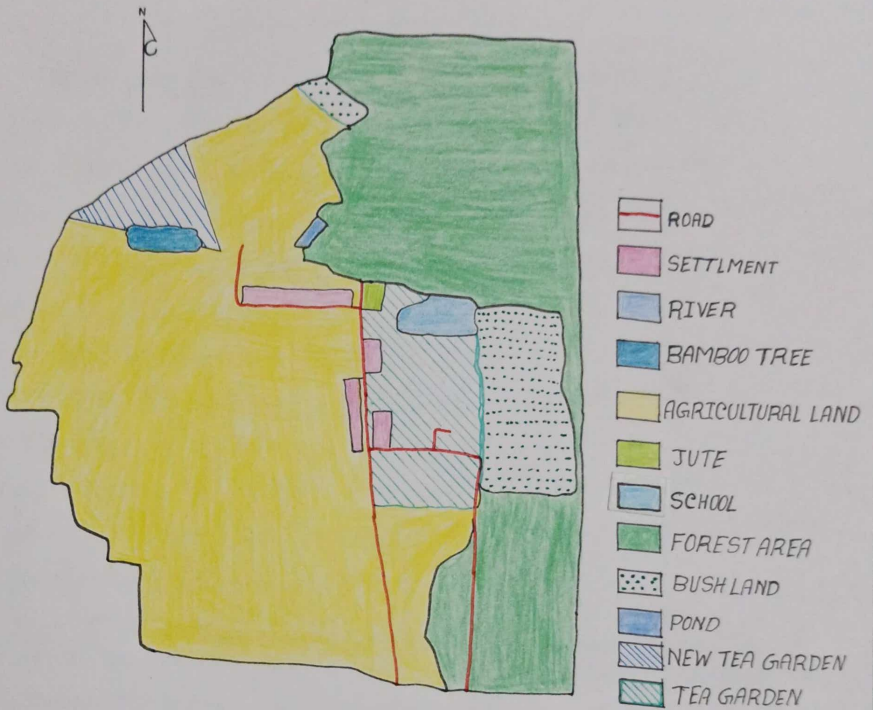 N
ROAD
SETTLMENT
RIVER
BAMBOO TREE
AGRICULTURAL LAND
JUTE
SCHOOL
FOREST AREA
BUSH LAND
POND
NEW TEA GARDEN
TEA GARDEN